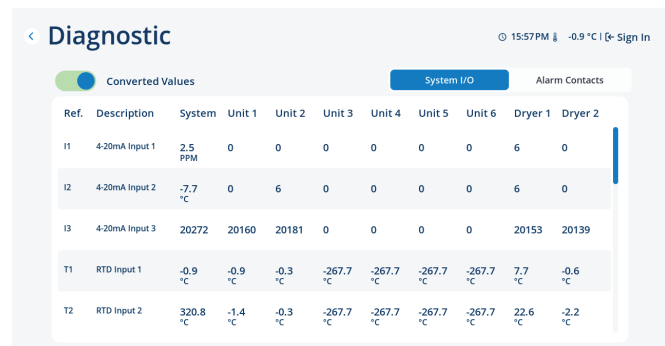 Diagnostic
15:57PM -0.9 °C | Sign In
Converted Values
System I/O Alarm Contacts
Ref. Description System Unit 1 Unit 2 Unit 3 Unit 4 Unit 5 Unit 6 Dryer 1 Dryer 2
I1 4-20mA Input 1 2.5 0 0 0 0 0 0 6 0
PPM
I2 4-20mA Input 2 -7.7 0 6 0 0 0 0 6 0
°C
I3 4-20mA Input 3 20272 20160 20181 0 0 0 0 20153 20139
T1 RTD Input 1 -0.9 -0.9 -0.3 -267.7 -267.7 -267.7 -267.7 7.7 -0.6
°C °C °C °C °C °C °C °C °C
T2 RTD Input 2 320.8 -1.4 -0.3 -267.7 -267.7 -267.7 -267.7 22.6 -2.2
°C °C °C °C °C °C °C °C °C